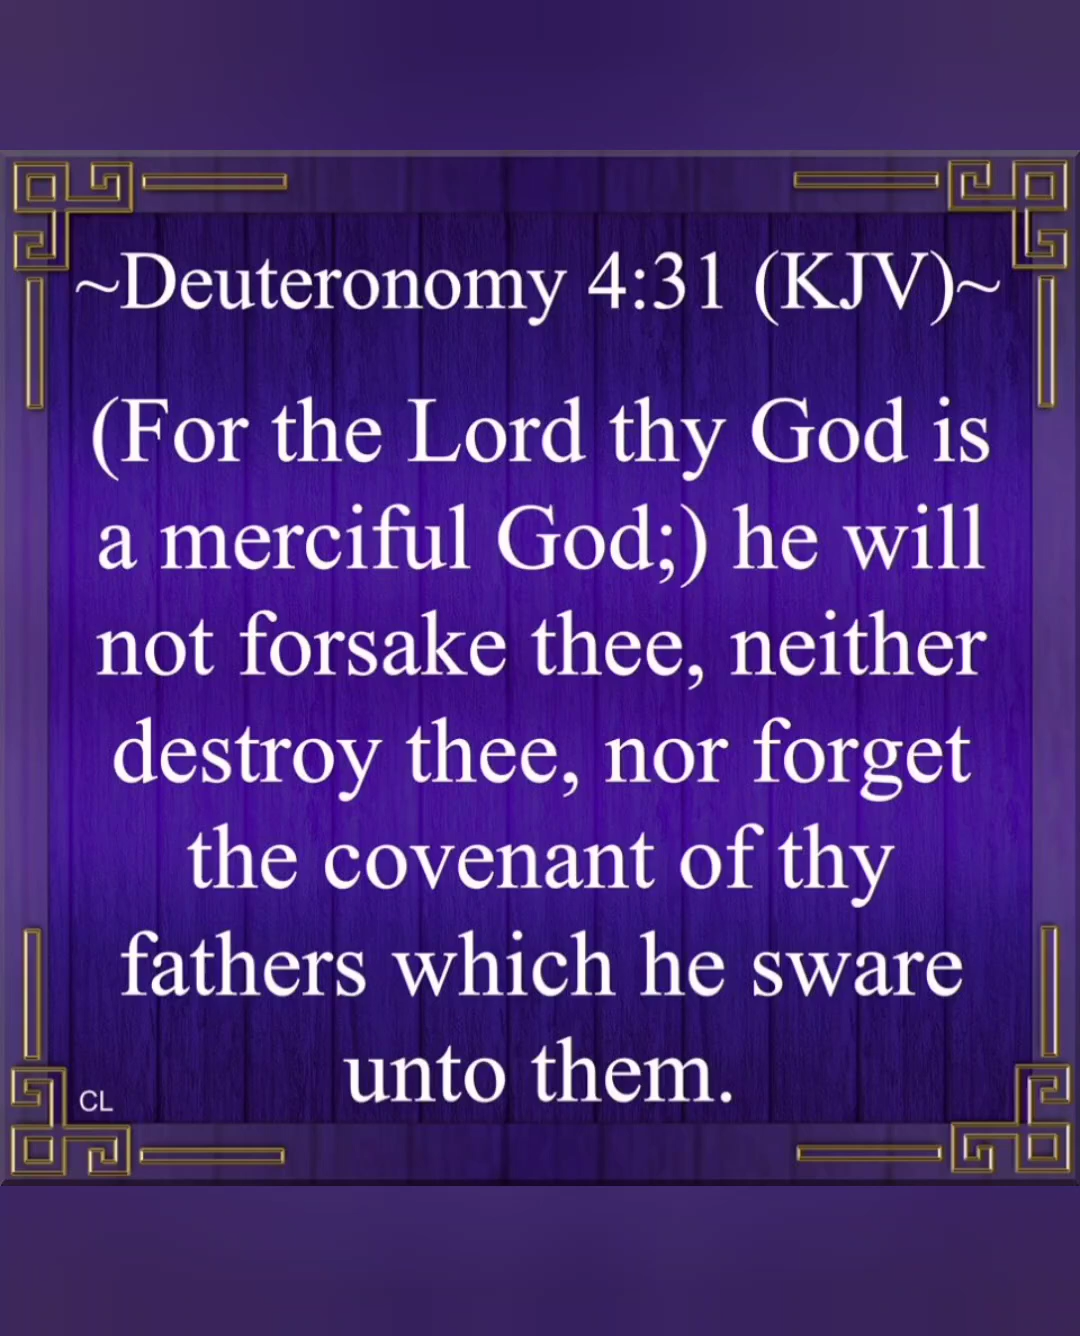 ~Deuteronomy 4:31 (KJV)~
(For the Lord thy God is
a merciful God;) he will
not forsake thee, neither
destroy thee, nor forget
the covenant of thy
fathers which he sware
unto them.
CL